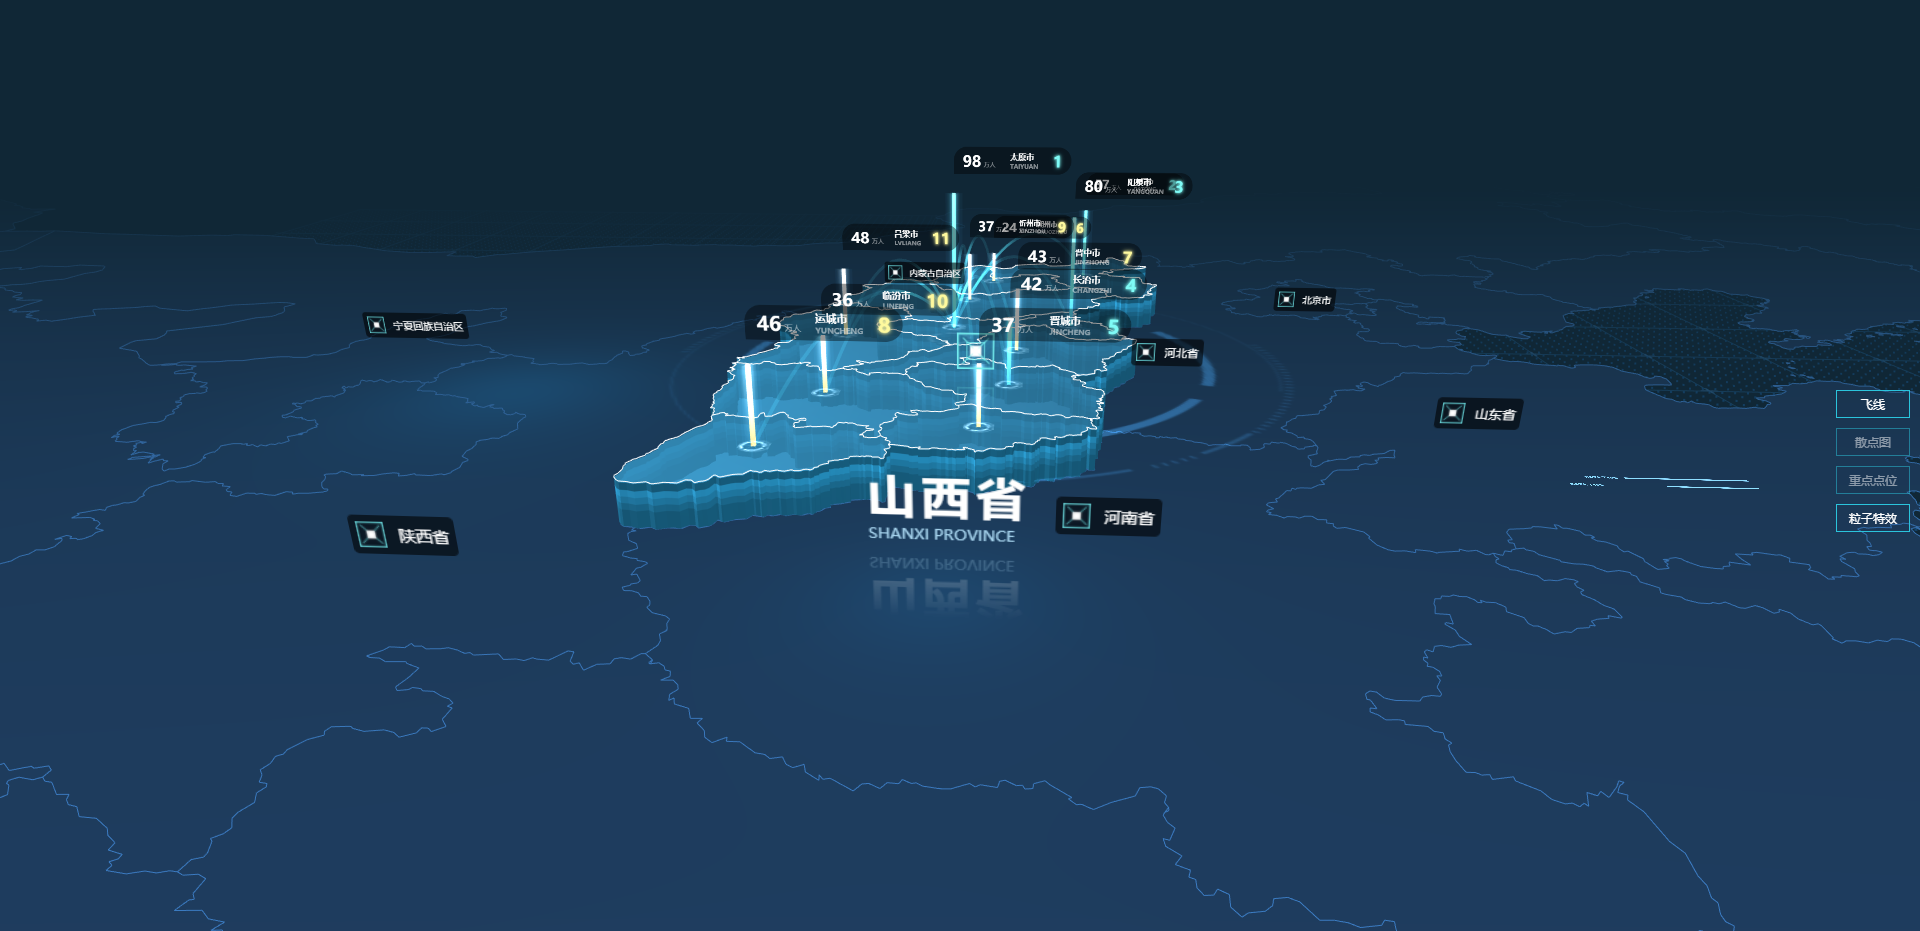 98 万人 太原市 1
TAIYUAN
80 万人 阳泉市 3
YANGQUAN
37 忻州市 9
24 6
48 万人 吕梁市 11
LVLIANG
43 万人 晋中市 7
JINZHONG
内蒙古自治区
42 万人 长治市 4
CHANGZHI
36 万人 临汾市 10
LINFENG
46 万人 运城市 8
YUNCHENG
37 万人 晋城市 5
JINCHENG
宁夏回族自治区
北京市
河北省
山东省
飞线
散点图
重点点位
粒子特效
山西省
SHANXI PROVINCE
河南省
陕西省